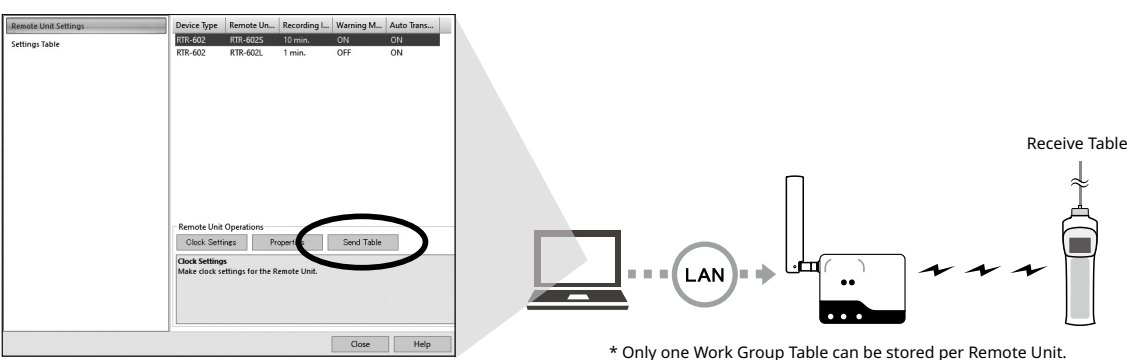 Remote Unit Settings
Settings Table
Device Type Remote Un... Recording I... Warning M... Auto Trans...
RTR-602 RTR-602S 10 min. ON ON
RTR-602 RTR-602L 1 min. OFF ON
Remote Unit Operations
Clock Settings Properties Send Table
Clock Settings
Make clock settings for the Remote Unit.
Close Help
LAN
Receive Table
* Only one Work Group Table can be stored per Remote Unit.